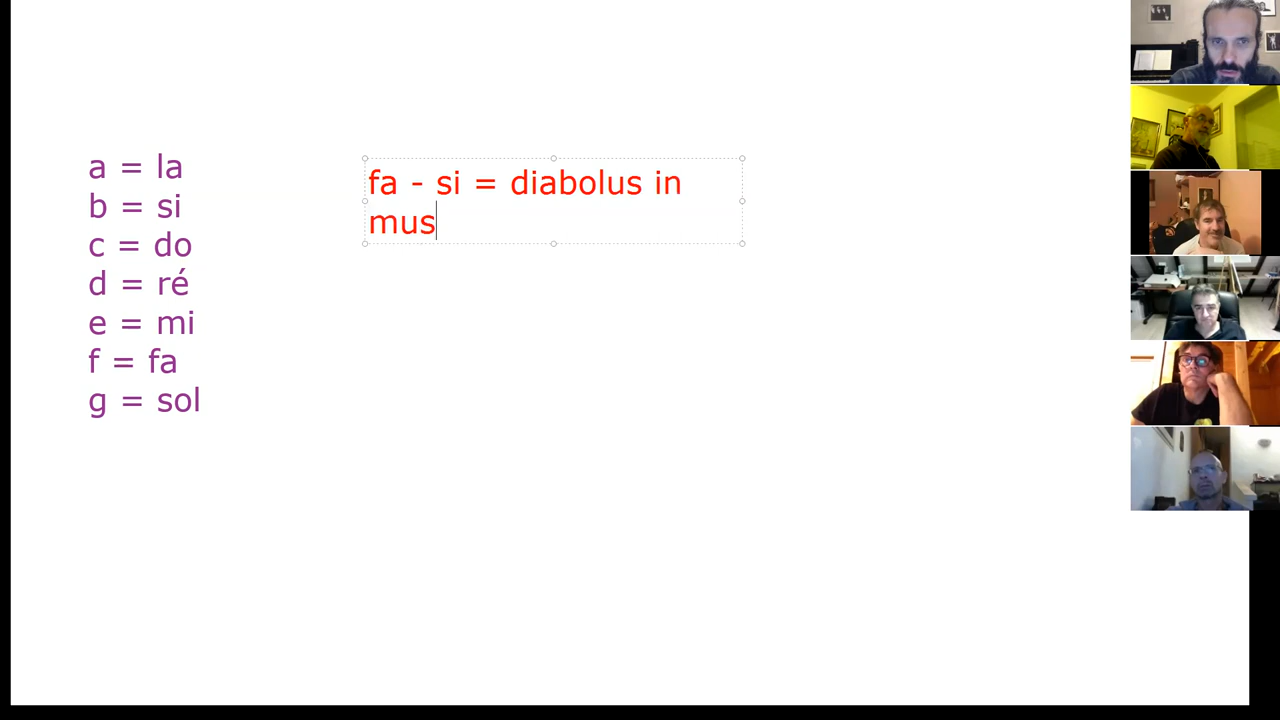 a = la
b = si
c = do
d = ré
e = mi
f = fa
g = sol
fa - si = diabolus in
mus